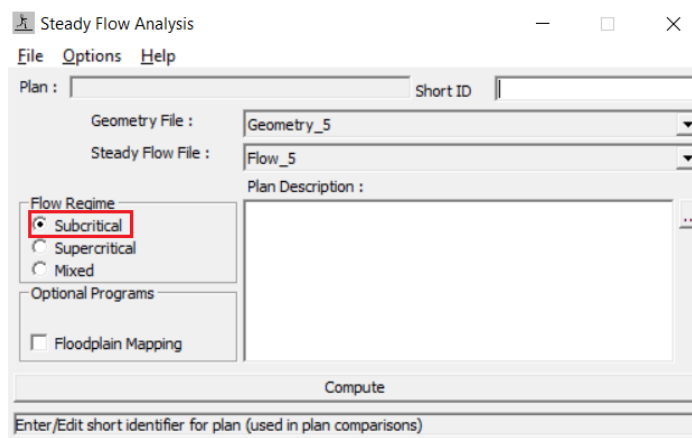 Steady Flow Analysis
File Options Help
Plan : Short ID
Geometry File : Geometry_5
Steady Flow File : Flow_5
Plan Description :
Flow Regime
Subcritical
Supercritical
Mixed
Optional Programs
Floodplain Mapping
...
Compute
Enter/Edit short identifier for plan (used in plan comparisons)